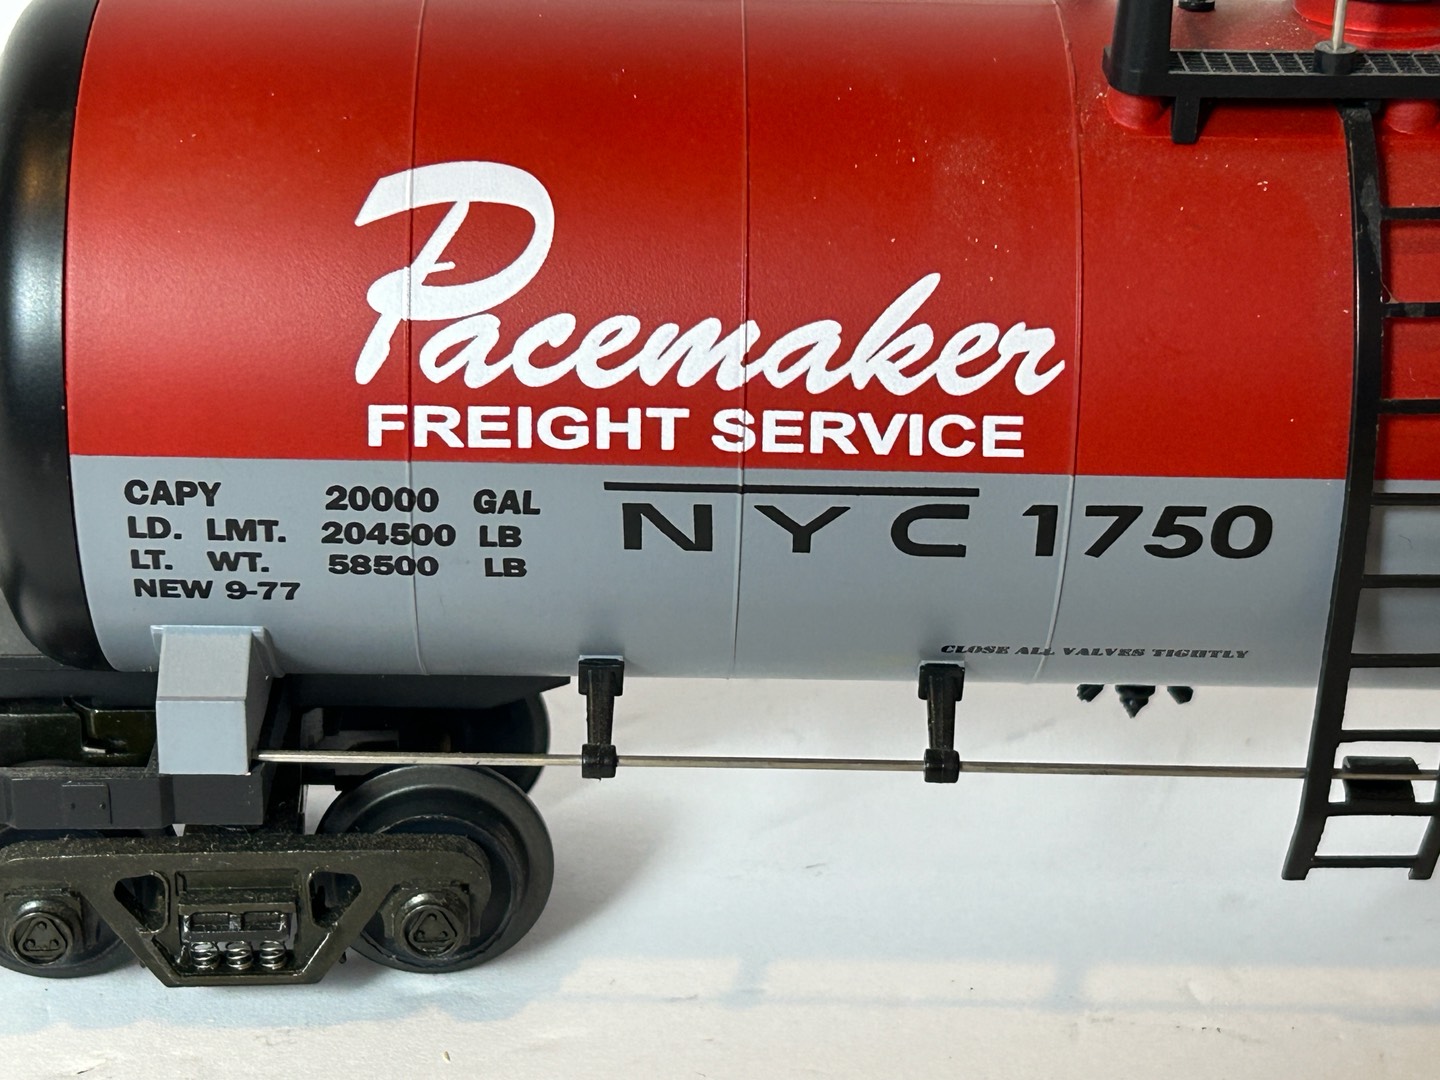 Pacemaker
FREIGHT SERVICE
CAPY 20000 GAL
LD. LMT. 204500 LB
LT. WT. 58500 LB
NEW 9-77
NYC 1750
CLOSE ALL VALVES TIGHTLY